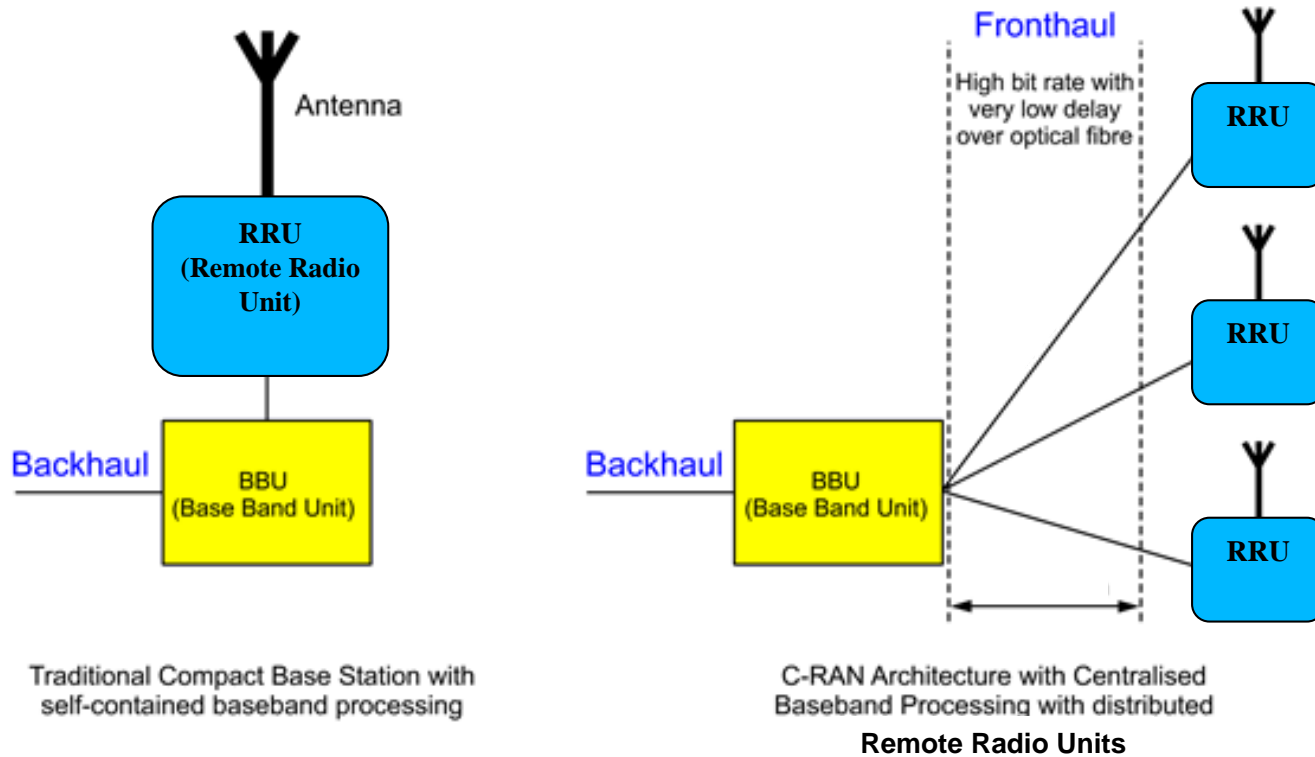 Antenna
RRU
(Remote Radio
Unit)
Backhaul
BBU
(Base Band Unit)
Traditional Compact Base Station with
self-contained baseband processing
Fronthaul
High bit rate with
very low delay
over optical fibre
RRU
RRU
RRU
Backhaul
BBU
(Base Band Unit)
C-RAN Architecture with Centralised
Baseband Processing with distributed
Remote Radio Units